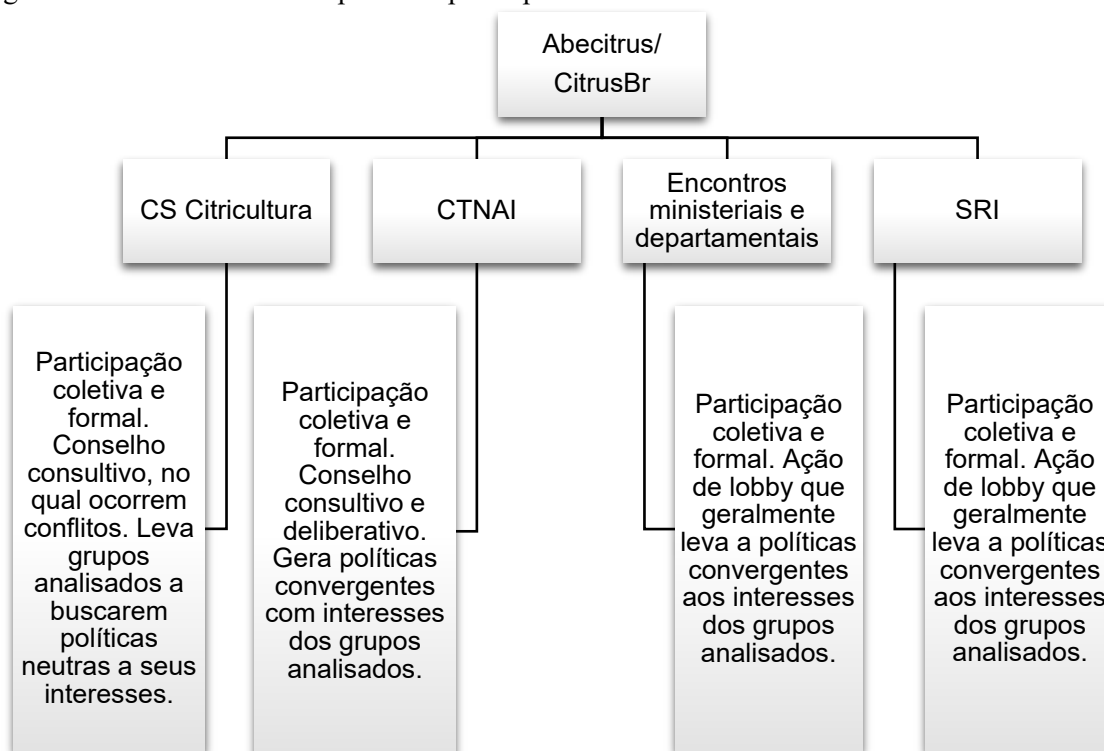 Abecitrus/
CitrusBr
CS Citricultura
CTNAI
Encontros
ministeriais e
departamentais
SRI
Participação
coletiva e
formal.
Conselho
consultivo, no
qual ocorrem
conflitos. Leva
grupos
analisados a
buscarem
políticas
neutras a seus
interesses.
Participação
coletiva e
formal.
Conselho
consultivo e
deliberativo.
Gera políticas
convergentes
com interesses
dos grupos
analisados.
Participação
coletiva e
formal. Ação
de lobby que
geralmente
leva a políticas
convergentes
aos interesses
dos grupos
analisados.
Participação
coletiva e
formal. Ação
de lobby que
geralmente
leva a políticas
convergentes
aos interesses
dos grupos
analisados.